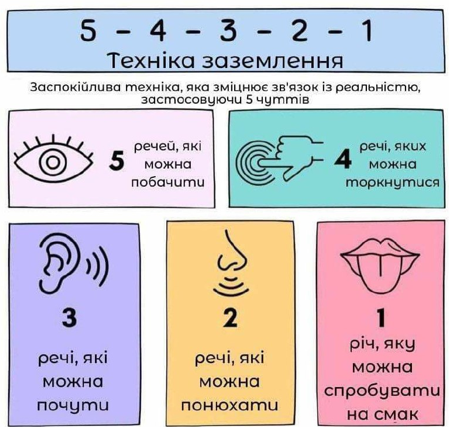 5 - 4 - 3 - 2 - 1
Техніка заземлення
Заспокійлива техніка, яка зміцнює зв'язок із реальністю,
застосовуючи 5 чуттів
5
речей, які
можна
побачити
4
речі, яких
можна
торкнутися
3
речі, які
можна
почути
2
речі, які
можна
понюхати
1
річ, яку
можна
спробувати
на смак